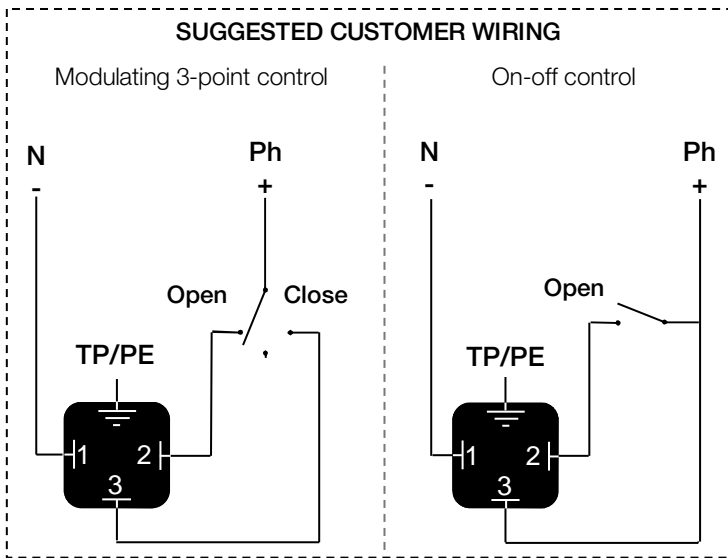 SUGGESTED CUSTOMER WIRING
Modulating 3-point control
N
Ph
-
+
Open
Close
TP/PE
1
2
3
On-off control
N
Ph
-
+
Open
TP/PE
1
2
3